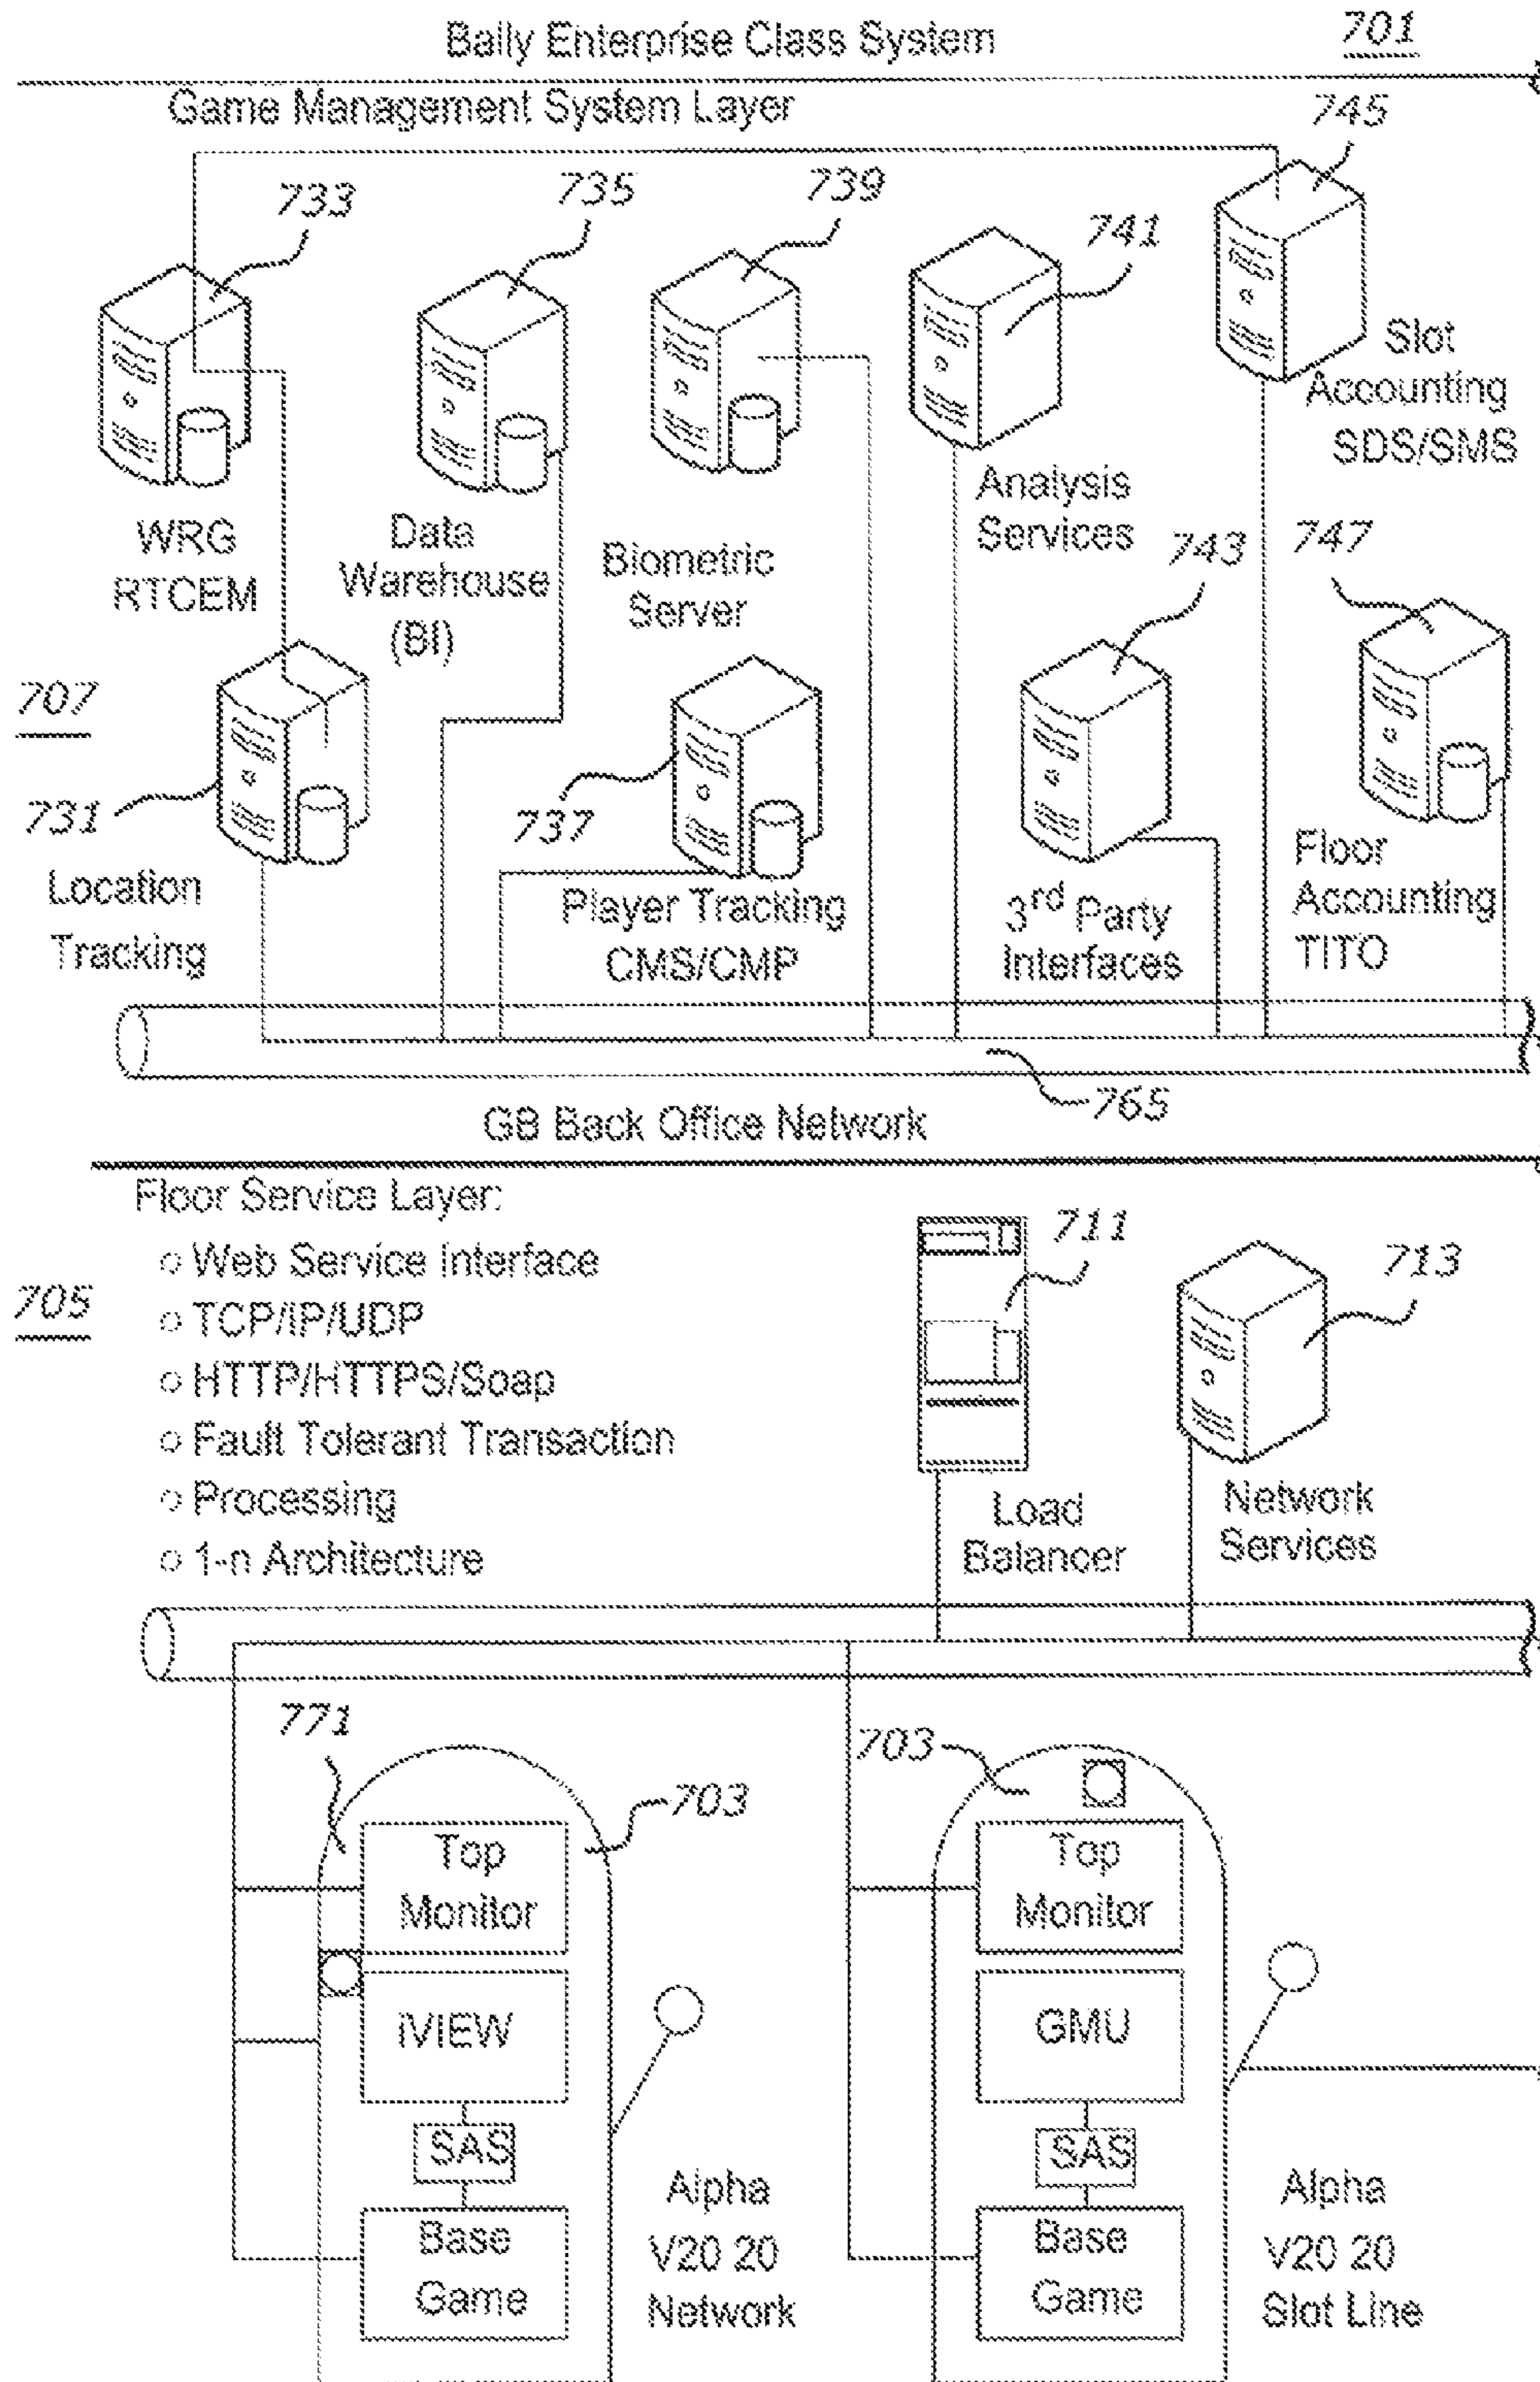 Bally Enterprise Class System
701
Game Management System Layer
745
733
735
739
741
Slot
Accounting
SDS/SMS
Analysis
Services
WRG
RTCEM
Data
Warehouse
(BI)
Biometric
Server
743
747
707
731
737
Location
Tracking
Player Tracking
CMS/CMP
3rd Party
Interfaces
Floor
Accounting
TITO
765
GB Back Office Network
Floor Service Layer:
705
○ Web Service Interface
○ TCP/IP/UDP
○ HTTP/HTTPS/Soap
○ Fault Tolerant Transaction
○ Processing
○ 1-n Architecture
711
713
Load
Balancer
Network
Services
771
703
703
Top
Monitor
iVIEW
SAS
Base
Game
Alpha
V20 20
Network
Top
Monitor
GMU
SAS
Base
Game
Alpha
V20 20
Slot Line